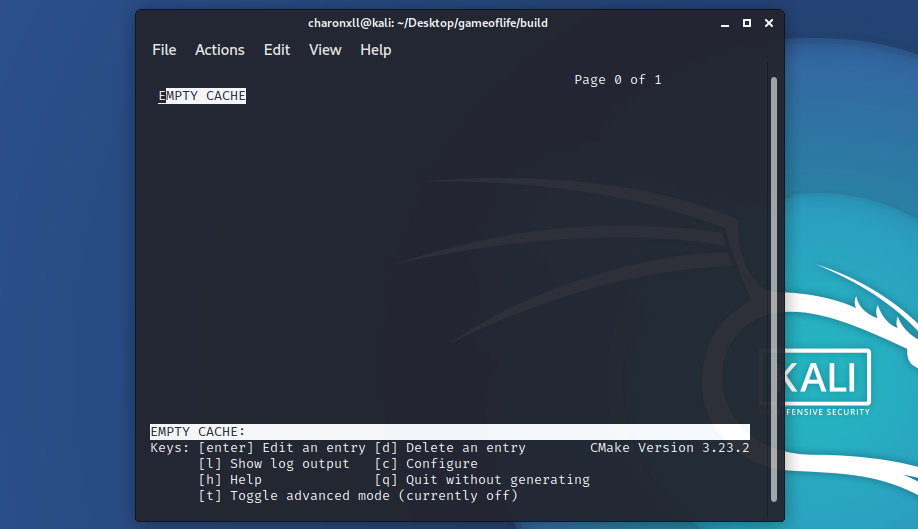 charonxll@kali: ~/Desktop/gameoflife/build
File Actions Edit View Help
Page 0 of 1
EMPTY CACHE
EMPTY CACHE:
Keys: [enter] Edit an entry [d] Delete an entry CMake Version 3.23.2
[l] Show log output [c] Configure
[h] Help [q] Quit without generating
[t] Toggle advanced mode (currently off)
KALI
FENSIVE SECURITY